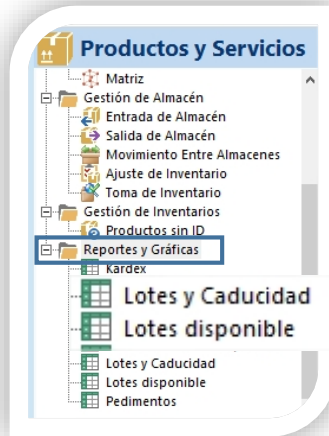 Productos y Servicios
Matriz
Gestión de Almacén
Entrada de Almacén
Salida de Almacén
Movimiento Entre Almacenes
Ajuste de Inventario
Toma de Inventario
Gestión de Inventarios
Productos sin ID
Reportes y Gráficas
Kardex
Lotes y Caducidad
Lotes disponible
Lotes y Caducidad
Lotes disponible
Pedimentos